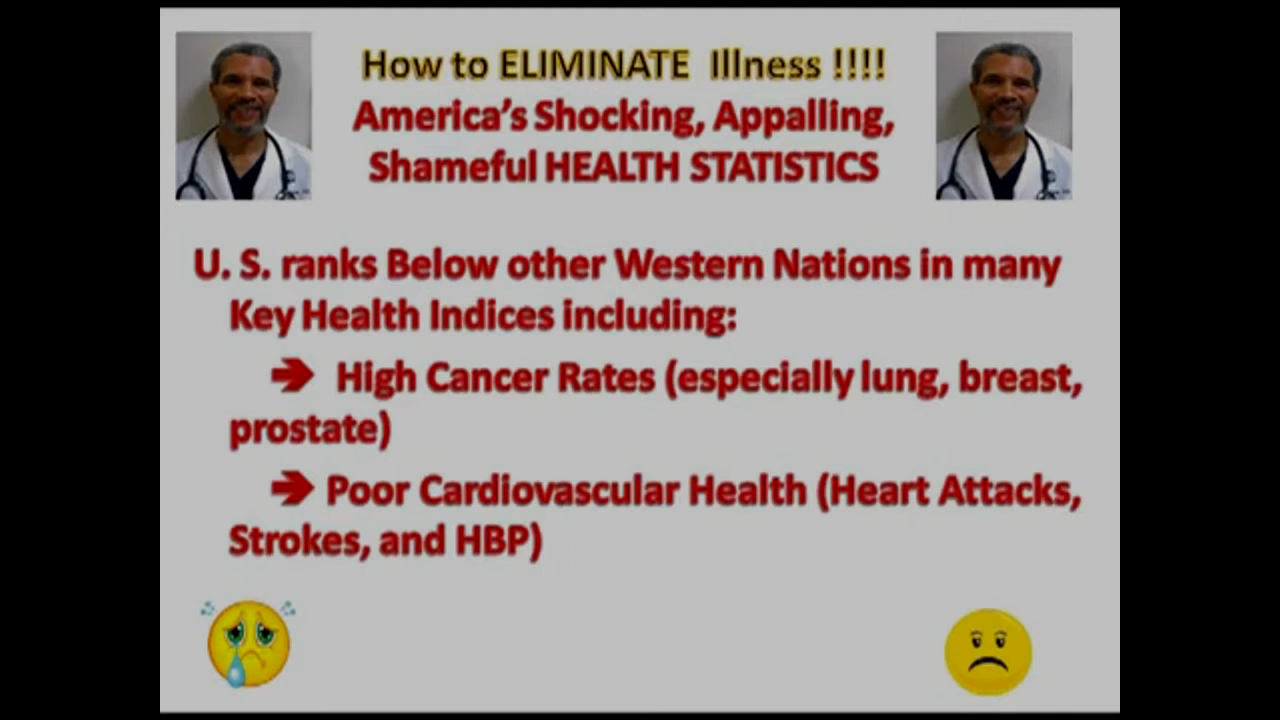 How to ELIMINATE Illness !!!!
America's Shocking, Appalling,
Shameful HEALTH STATISTICS
U. S. ranks Below other Western Nations in many
Key Health Indices including:
➔ High Cancer Rates (especially lung, breast,
prostate)
➔ Poor Cardiovascular Health (Heart Attacks,
Strokes, and HBP)